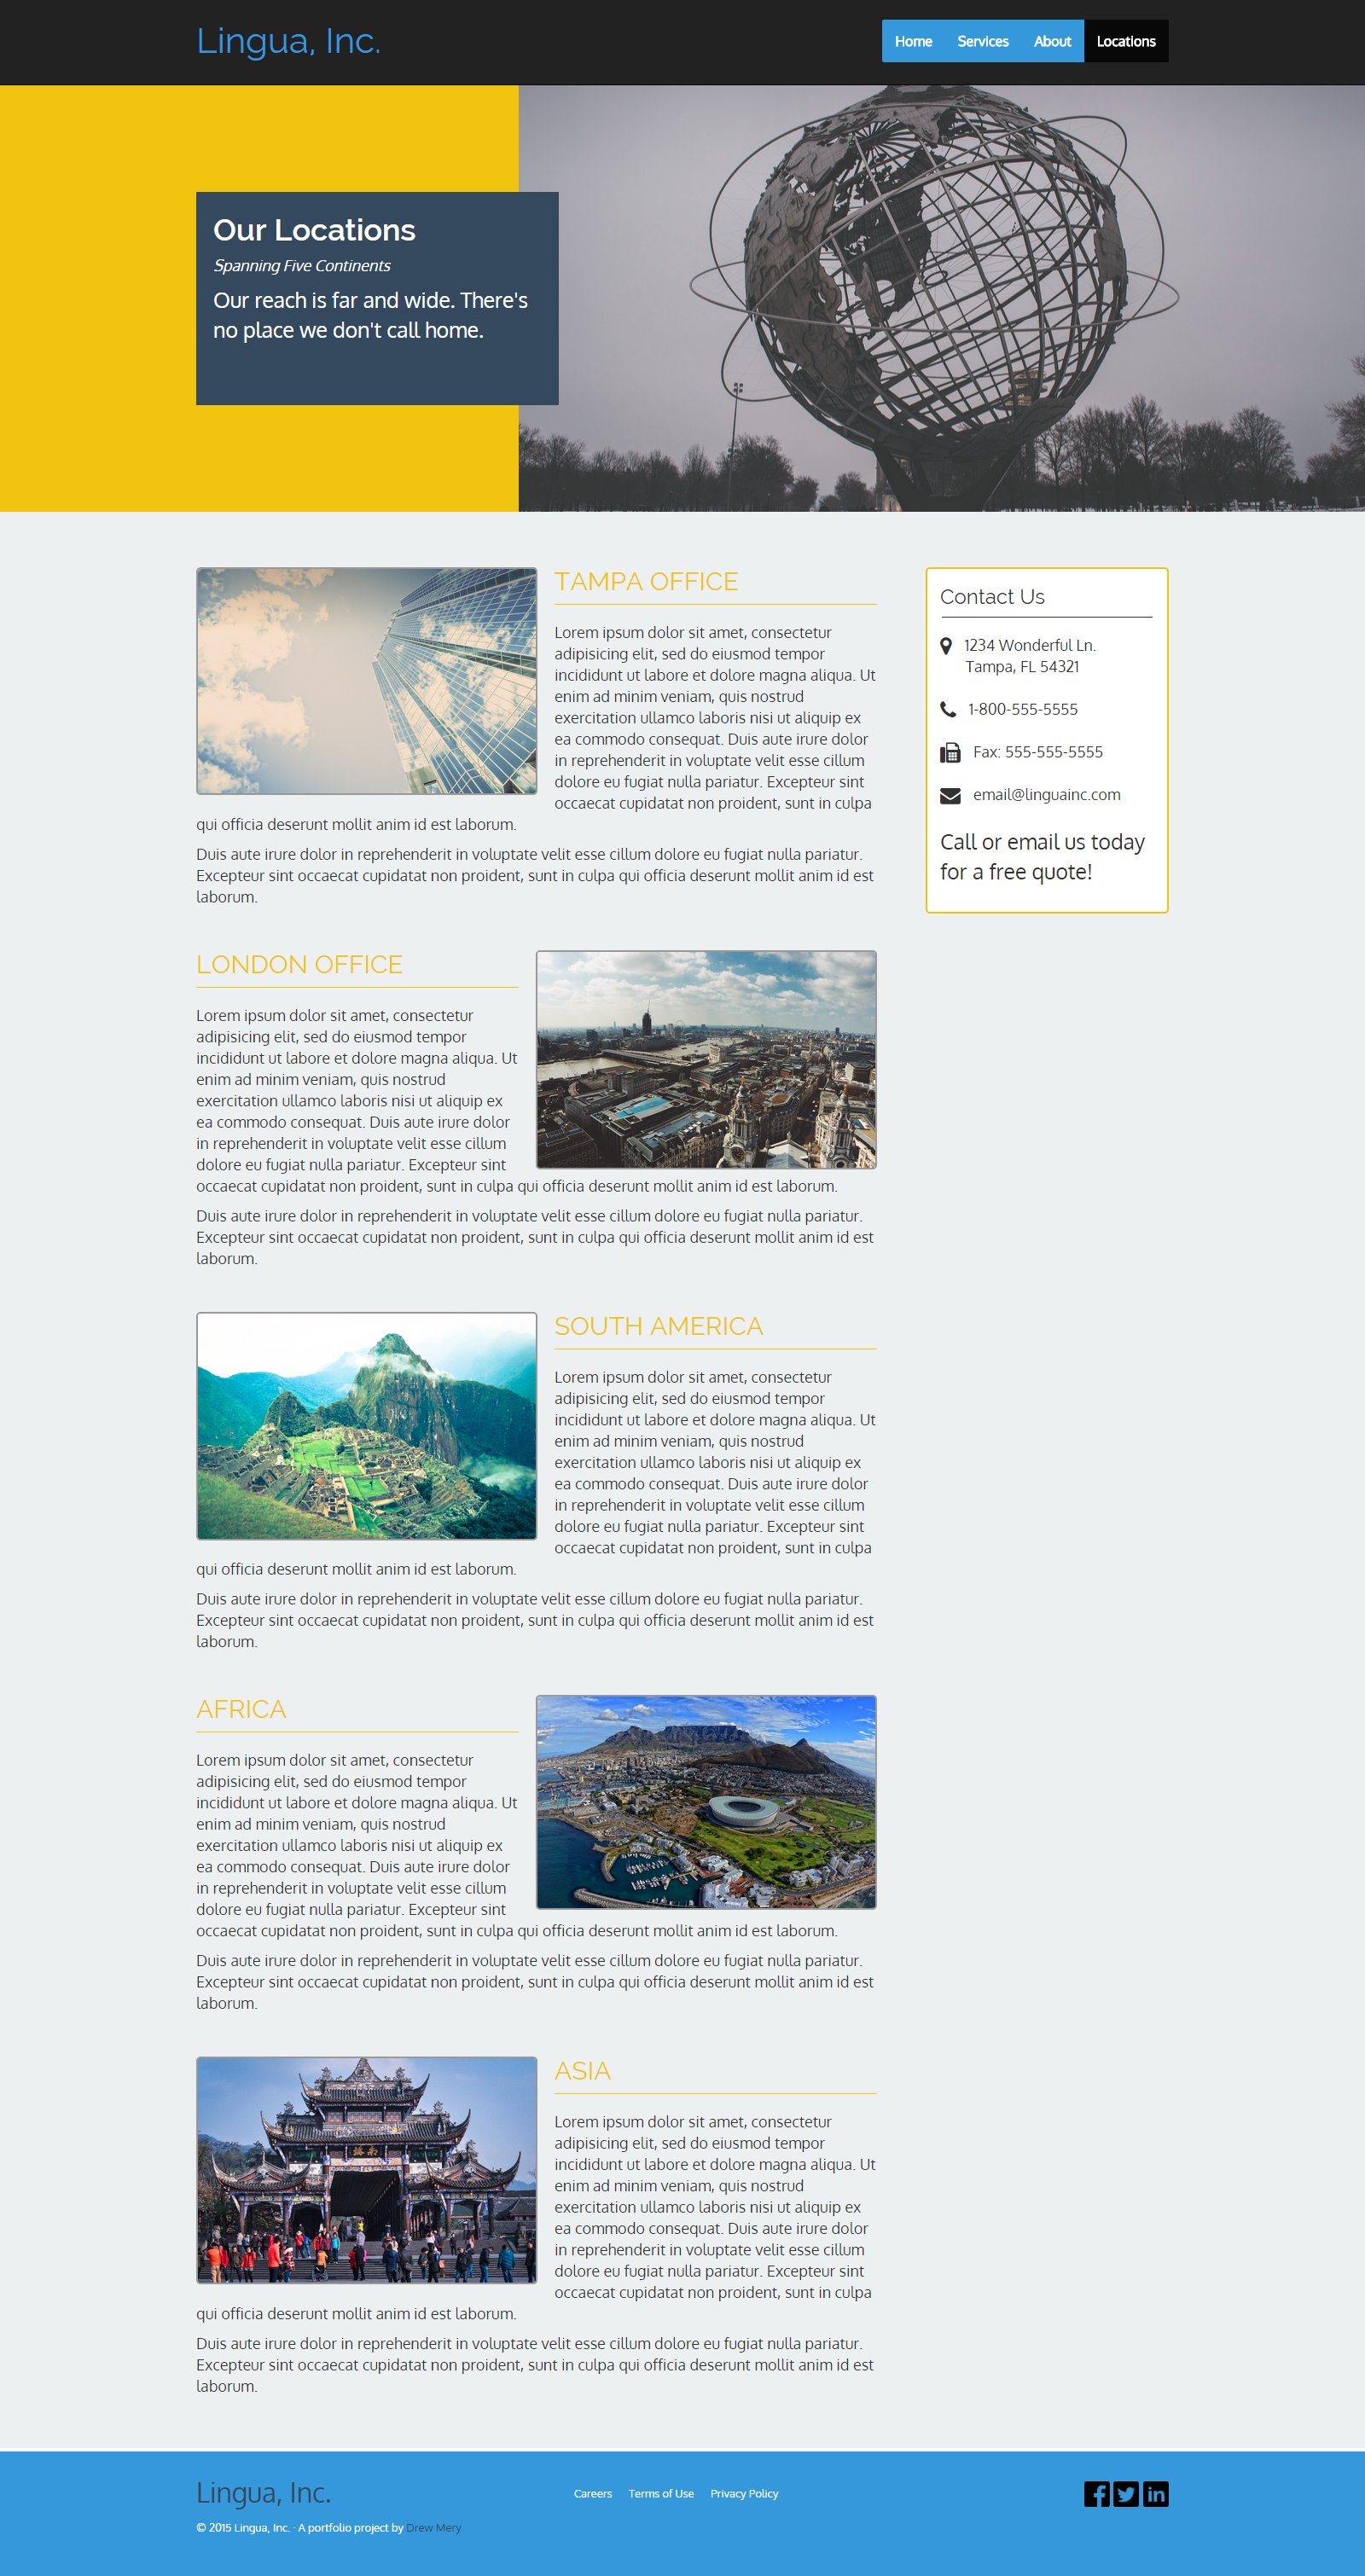 Lingua, Inc.
Home Services About Locations
Our Locations
Spanning Five Continents
Our reach is far and wide. There's
no place we don't call home.
TAMPA OFFICE
Lorem ipsum dolor sit amet, consectetur
adipisicing elit, sed do eiusmod tempor
incididunt ut labore et dolore magna aliqua. Ut
enim ad minim veniam, quis nostrud
exercitation ullamco laboris nisi ut aliquip ex
ea commodo consequat. Duis aute irure dolor
in reprehenderit in voluptate velit esse cillum
dolore eu fugiat nulla pariatur. Excepteur sint
occaecat cupidatat non proident, sunt in culpa
qui officia deserunt mollit anim id est laborum.
Duis aute irure dolor in reprehenderit in voluptate velit esse cillum dolore eu fugiat nulla pariatur.
Excepteur sint occaecat cupidatat non proident, sunt in culpa qui officia deserunt mollit anim id est
laborum.
Contact Us
1234 Wonderful Ln.
Tampa, FL 54321
1-800-555-5555
Fax: 555-555-5555
email@linguainc.com
Call or email us today
for a free quote!
LONDON OFFICE
Lorem ipsum dolor sit amet, consectetur
adipisicing elit, sed do eiusmod tempor
incididunt ut labore et dolore magna aliqua. Ut
enim ad minim veniam, quis nostrud
exercitation ullamco laboris nisi ut aliquip ex
ea commodo consequat. Duis aute irure dolor
in reprehenderit in voluptate velit esse cillum
dolore eu fugiat nulla pariatur. Excepteur sint
occaecat cupidatat non proident, sunt in culpa qui officia deserunt mollit anim id est laborum.
Duis aute irure dolor in reprehenderit in voluptate velit esse cillum dolore eu fugiat nulla pariatur.
Excepteur sint occaecat cupidatat non proident, sunt in culpa qui officia deserunt mollit anim id est
laborum.
SOUTH AMERICA
Lorem ipsum dolor sit amet, consectetur
adipisicing elit, sed do eiusmod tempor
incididunt ut labore et dolore magna aliqua. Ut
enim ad minim veniam, quis nostrud
exercitation ullamco laboris nisi ut aliquip ex
ea commodo consequat. Duis aute irure dolor
in reprehenderit in voluptate velit esse cillum
dolore eu fugiat nulla pariatur. Excepteur sint
occaecat cupidatat non proident, sunt in culpa
qui officia deserunt mollit anim id est laborum.
Duis aute irure dolor in reprehenderit in voluptate velit esse cillum dolore eu fugiat nulla pariatur.
Excepteur sint occaecat cupidatat non proident, sunt in culpa qui officia deserunt mollit anim id est
laborum.
AFRICA
Lorem ipsum dolor sit amet, consectetur
adipisicing elit, sed do eiusmod tempor
incididunt ut labore et dolore magna aliqua. Ut
enim ad minim veniam, quis nostrud
exercitation ullamco laboris nisi ut aliquip ex
ea commodo consequat. Duis aute irure dolor
in reprehenderit in voluptate velit esse cillum
dolore eu fugiat nulla pariatur. Excepteur sint
occaecat cupidatat non proident, sunt in culpa qui officia deserunt mollit anim id est laborum.
Duis aute irure dolor in reprehenderit in voluptate velit esse cillum dolore eu fugiat nulla pariatur.
Excepteur sint occaecat cupidatat non proident, sunt in culpa qui officia deserunt mollit anim id est
laborum.
ASIA
Lorem ipsum dolor sit amet, consectetur
adipisicing elit, sed do eiusmod tempor
incididunt ut labore et dolore magna aliqua. Ut
enim ad minim veniam, quis nostrud
exercitation ullamco laboris nisi ut aliquip ex
ea commodo consequat. Duis aute irure dolor
in reprehenderit in voluptate velit esse cillum
dolore eu fugiat nulla pariatur. Excepteur sint
occaecat cupidatat non proident, sunt in culpa
qui officia deserunt mollit anim id est laborum.
Duis aute irure dolor in reprehenderit in voluptate velit esse cillum dolore eu fugiat nulla pariatur.
Excepteur sint occaecat cupidatat non proident, sunt in culpa qui officia deserunt mollit anim id est
laborum.
Lingua, Inc.
Careers Terms of Use Privacy Policy
© 2015 Lingua, Inc. · A portfolio project by Drew Mery